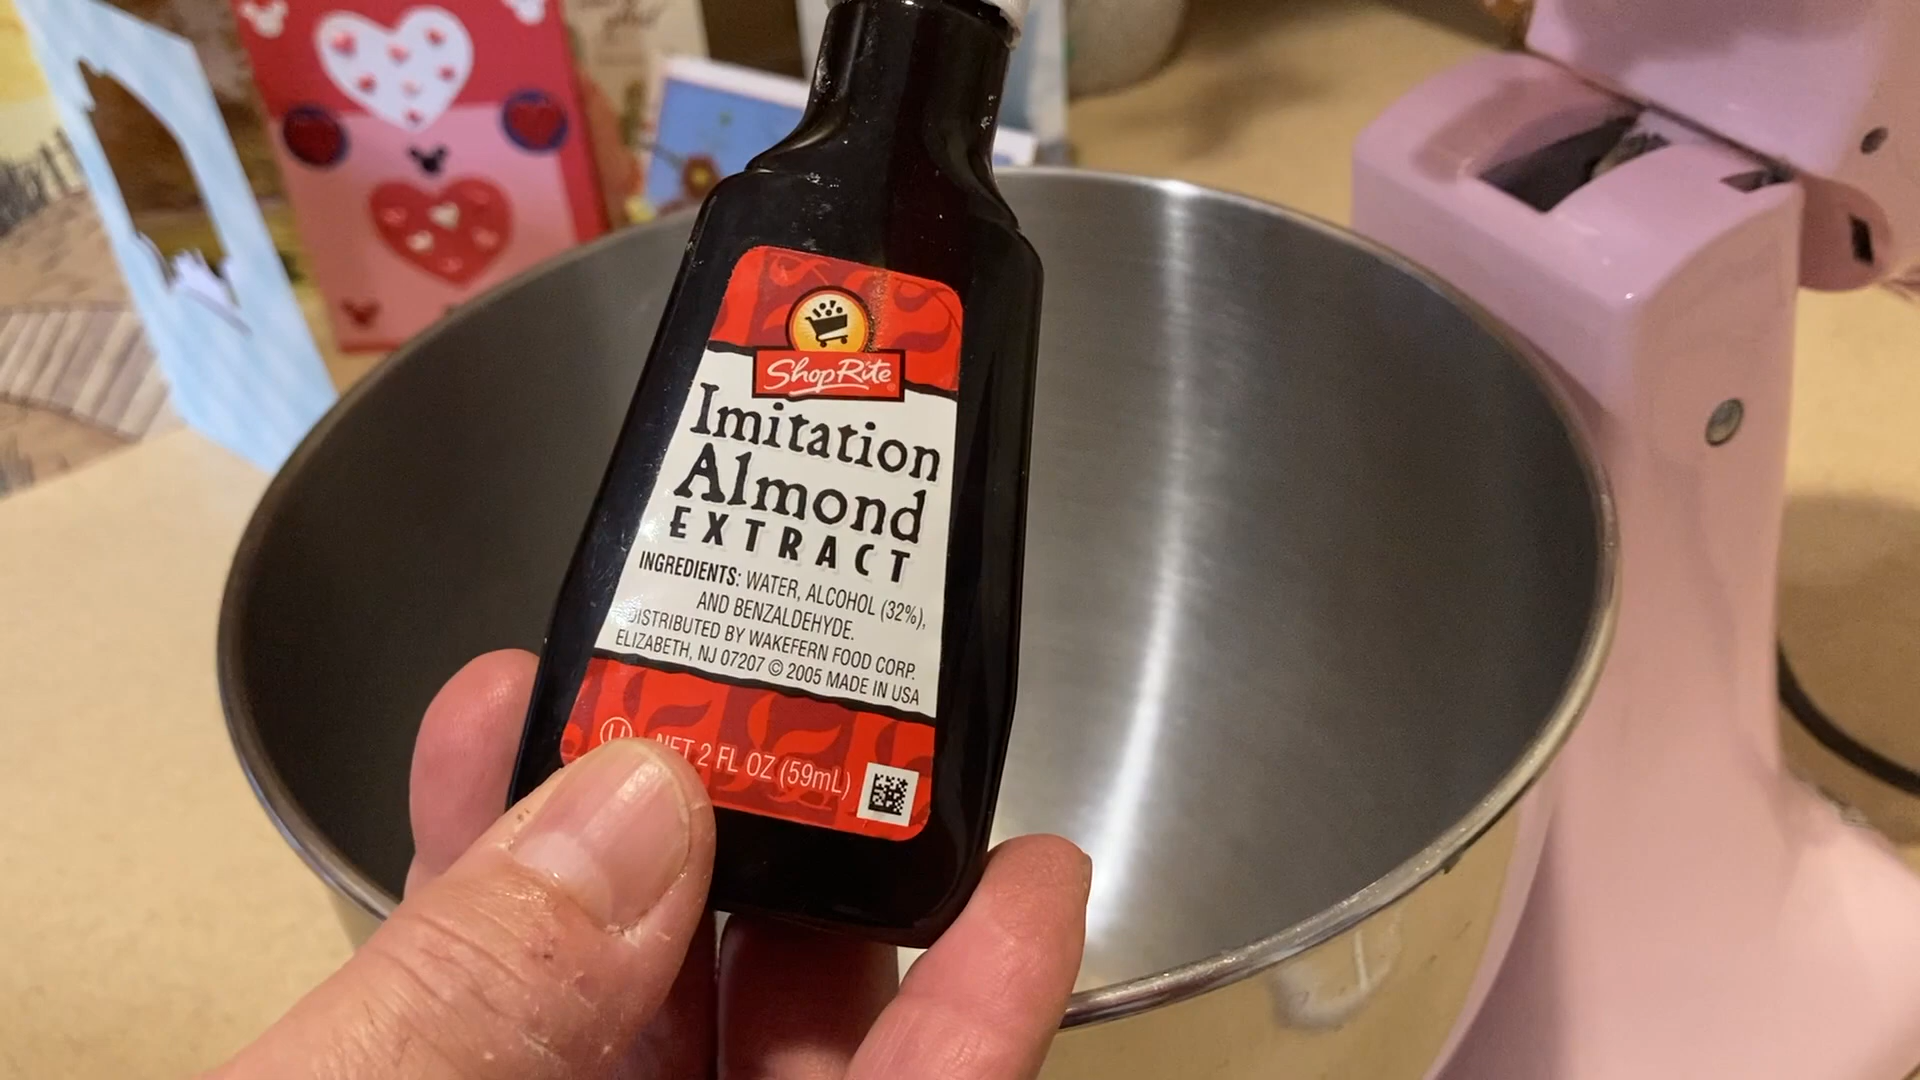 ShopRite
Imitation
Almond
EXTRACT
INGREDIENTS: WATER, ALCOHOL (32%),
AND BENZALDEHYDE.
DISTRIBUTED BY WAKEFERN FOOD CORP.
ELIZABETH, NJ 07207 © 2005 MADE IN USA
NET 2 FL OZ (59mL)